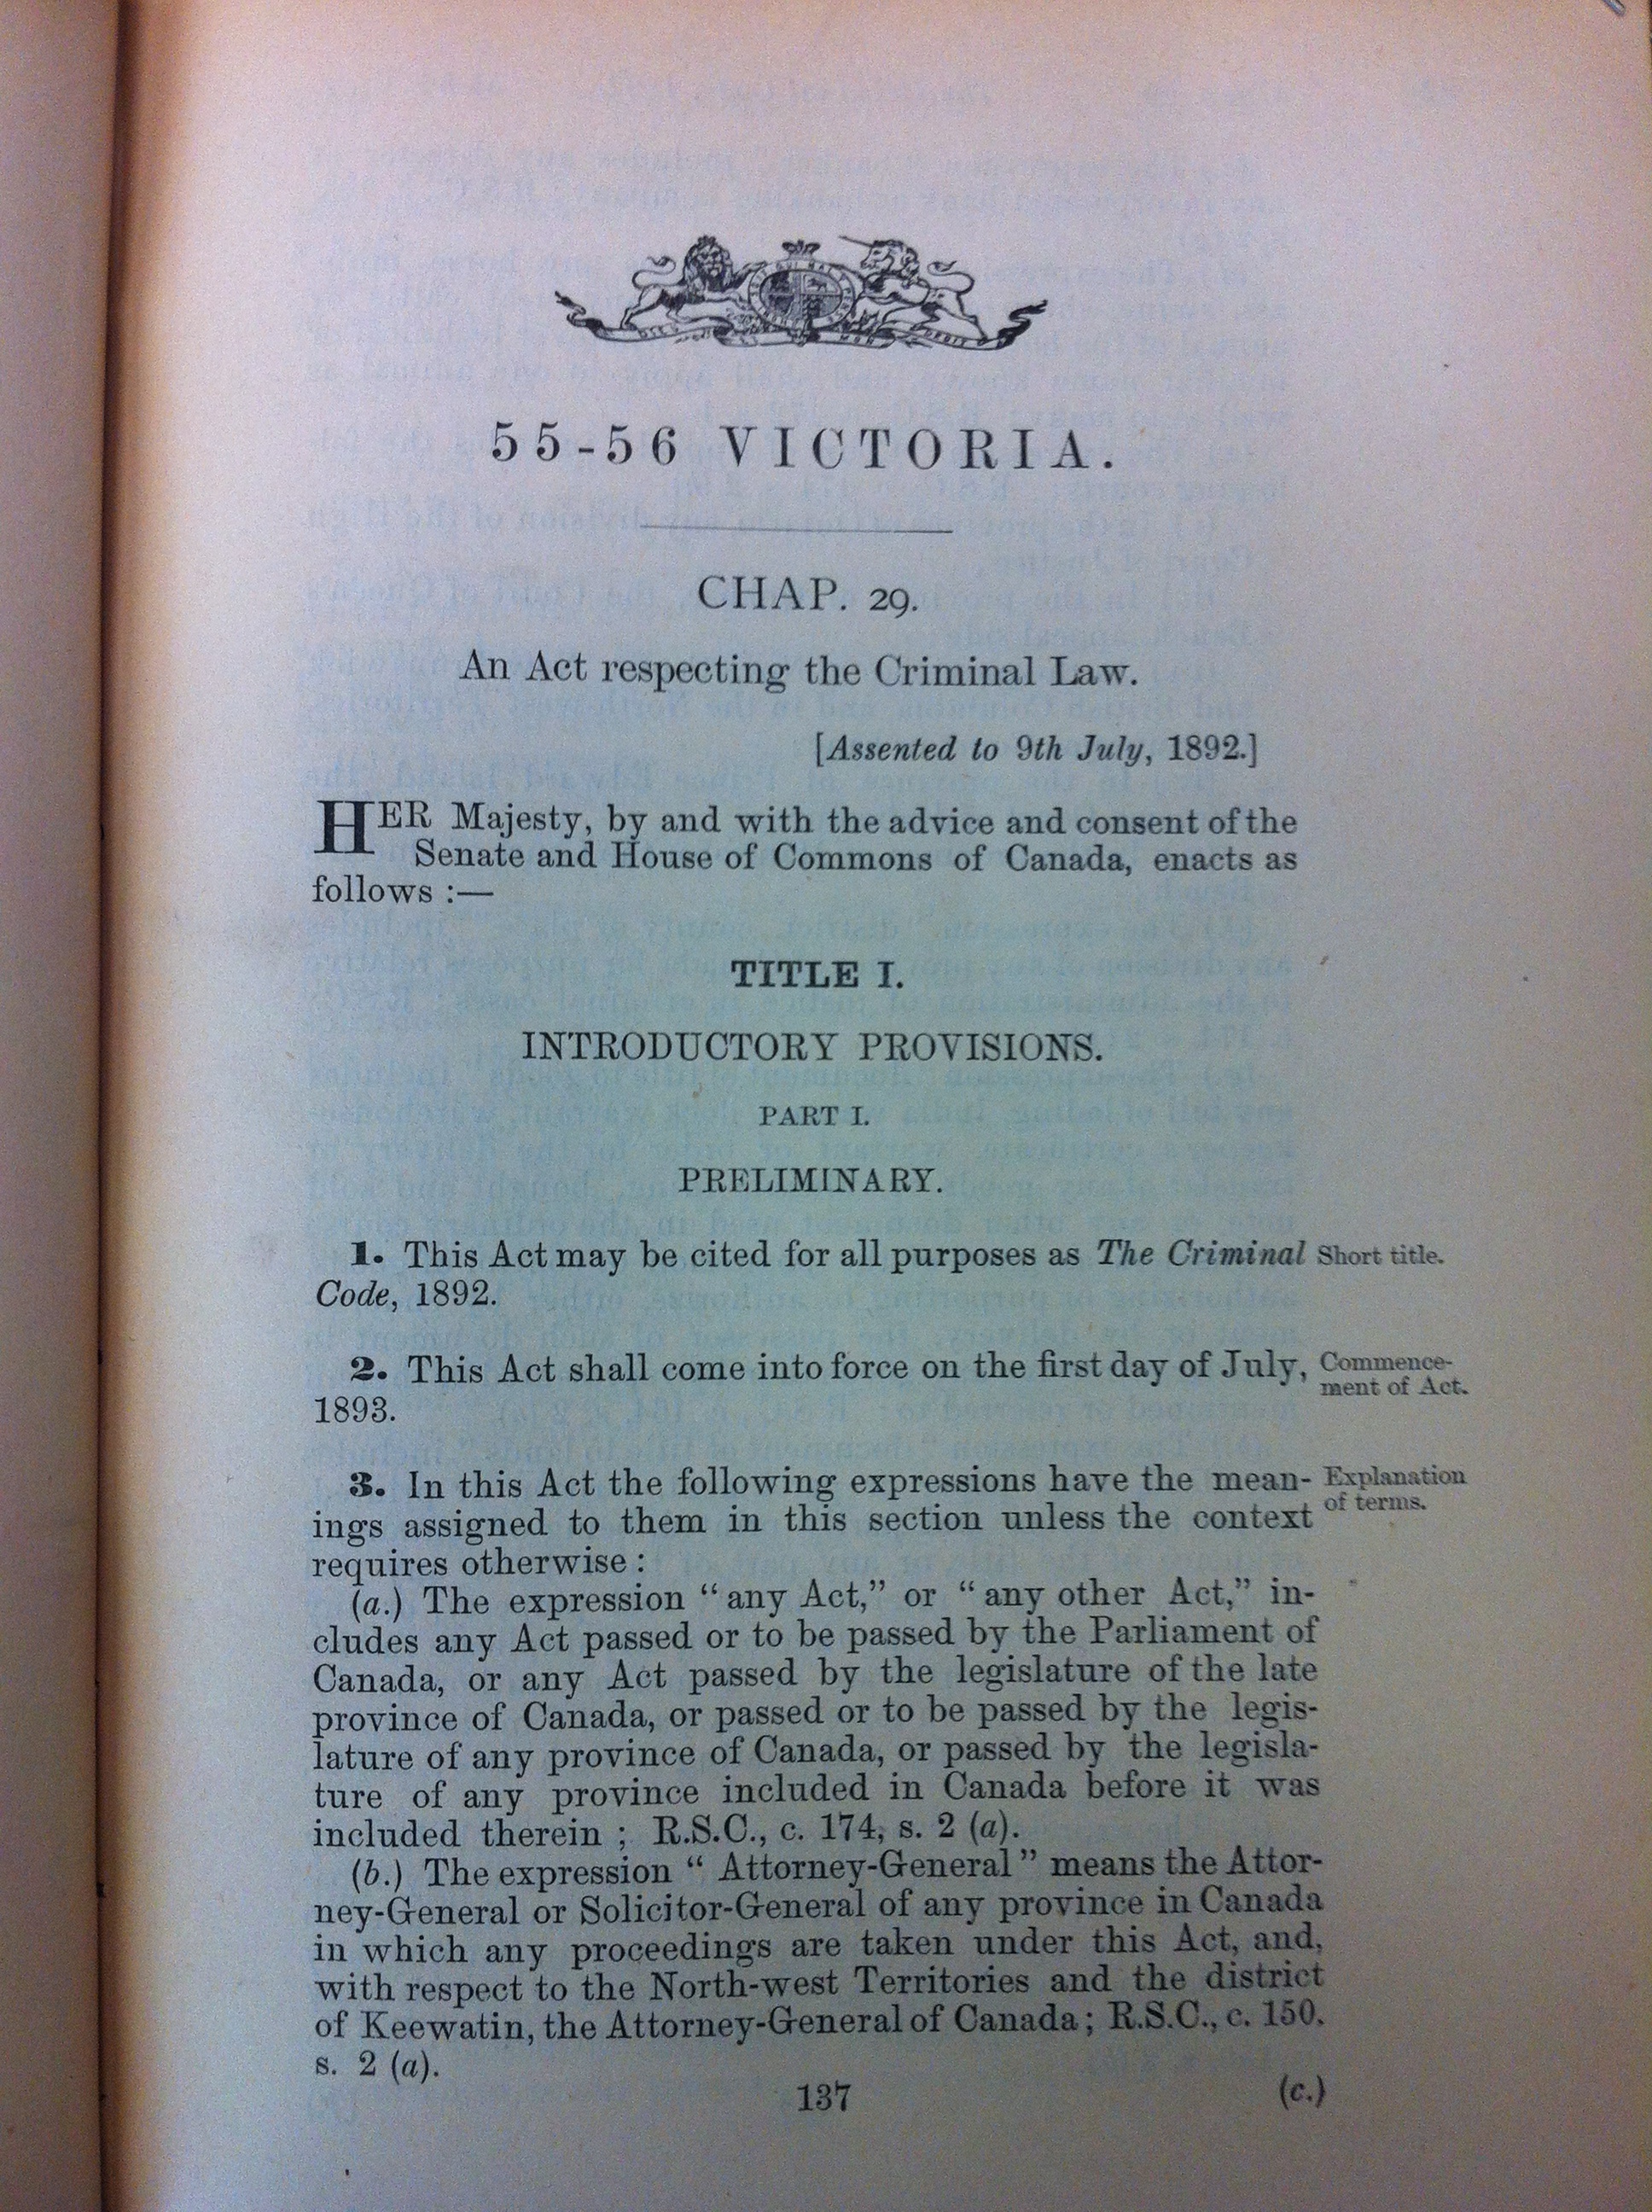 55-56 VICTORIA.
CHAP. 29.
An Act respecting the Criminal Law.
[Assented to 9th July, 1892.]
HER Majesty, by and with the advice and consent of the
Senate and House of Commons of Canada, enacts as
follows :—
TITLE I.
INTRODUCTORY PROVISIONS.
PART I.
PRELIMINARY.
1. This Act may be cited for all purposes as The Criminal Short title.
Code, 1892.
2. This Act shall come into force on the first day of July, Commence-
ment of Act.
1893.
3. In this Act the following expressions have the mean- Explanation
ings assigned to them in this section unless the context of terms.
requires otherwise :
(a.) The expression “any Act,” or “any other Act,” in-
cludes any Act passed or to be passed by the Parliament of
Canada, or any Act passed by the legislature of the late
province of Canada, or passed or to be passed by the legis-
lature of any province of Canada, or passed by the legisla-
ture of any province included in Canada before it was
included therein ; R.S.C., c. 174, s. 2 (a).
(b.) The expression “ Attorney-General ” means the Attor-
ney-General or Solicitor-General of any province in Canada
in which any proceedings are taken under this Act, and,
with respect to the North-west Territories and the district
of Keewatin, the Attorney-General of Canada ; R.S.C., c. 150,
s. 2 (a).
137 (c.)